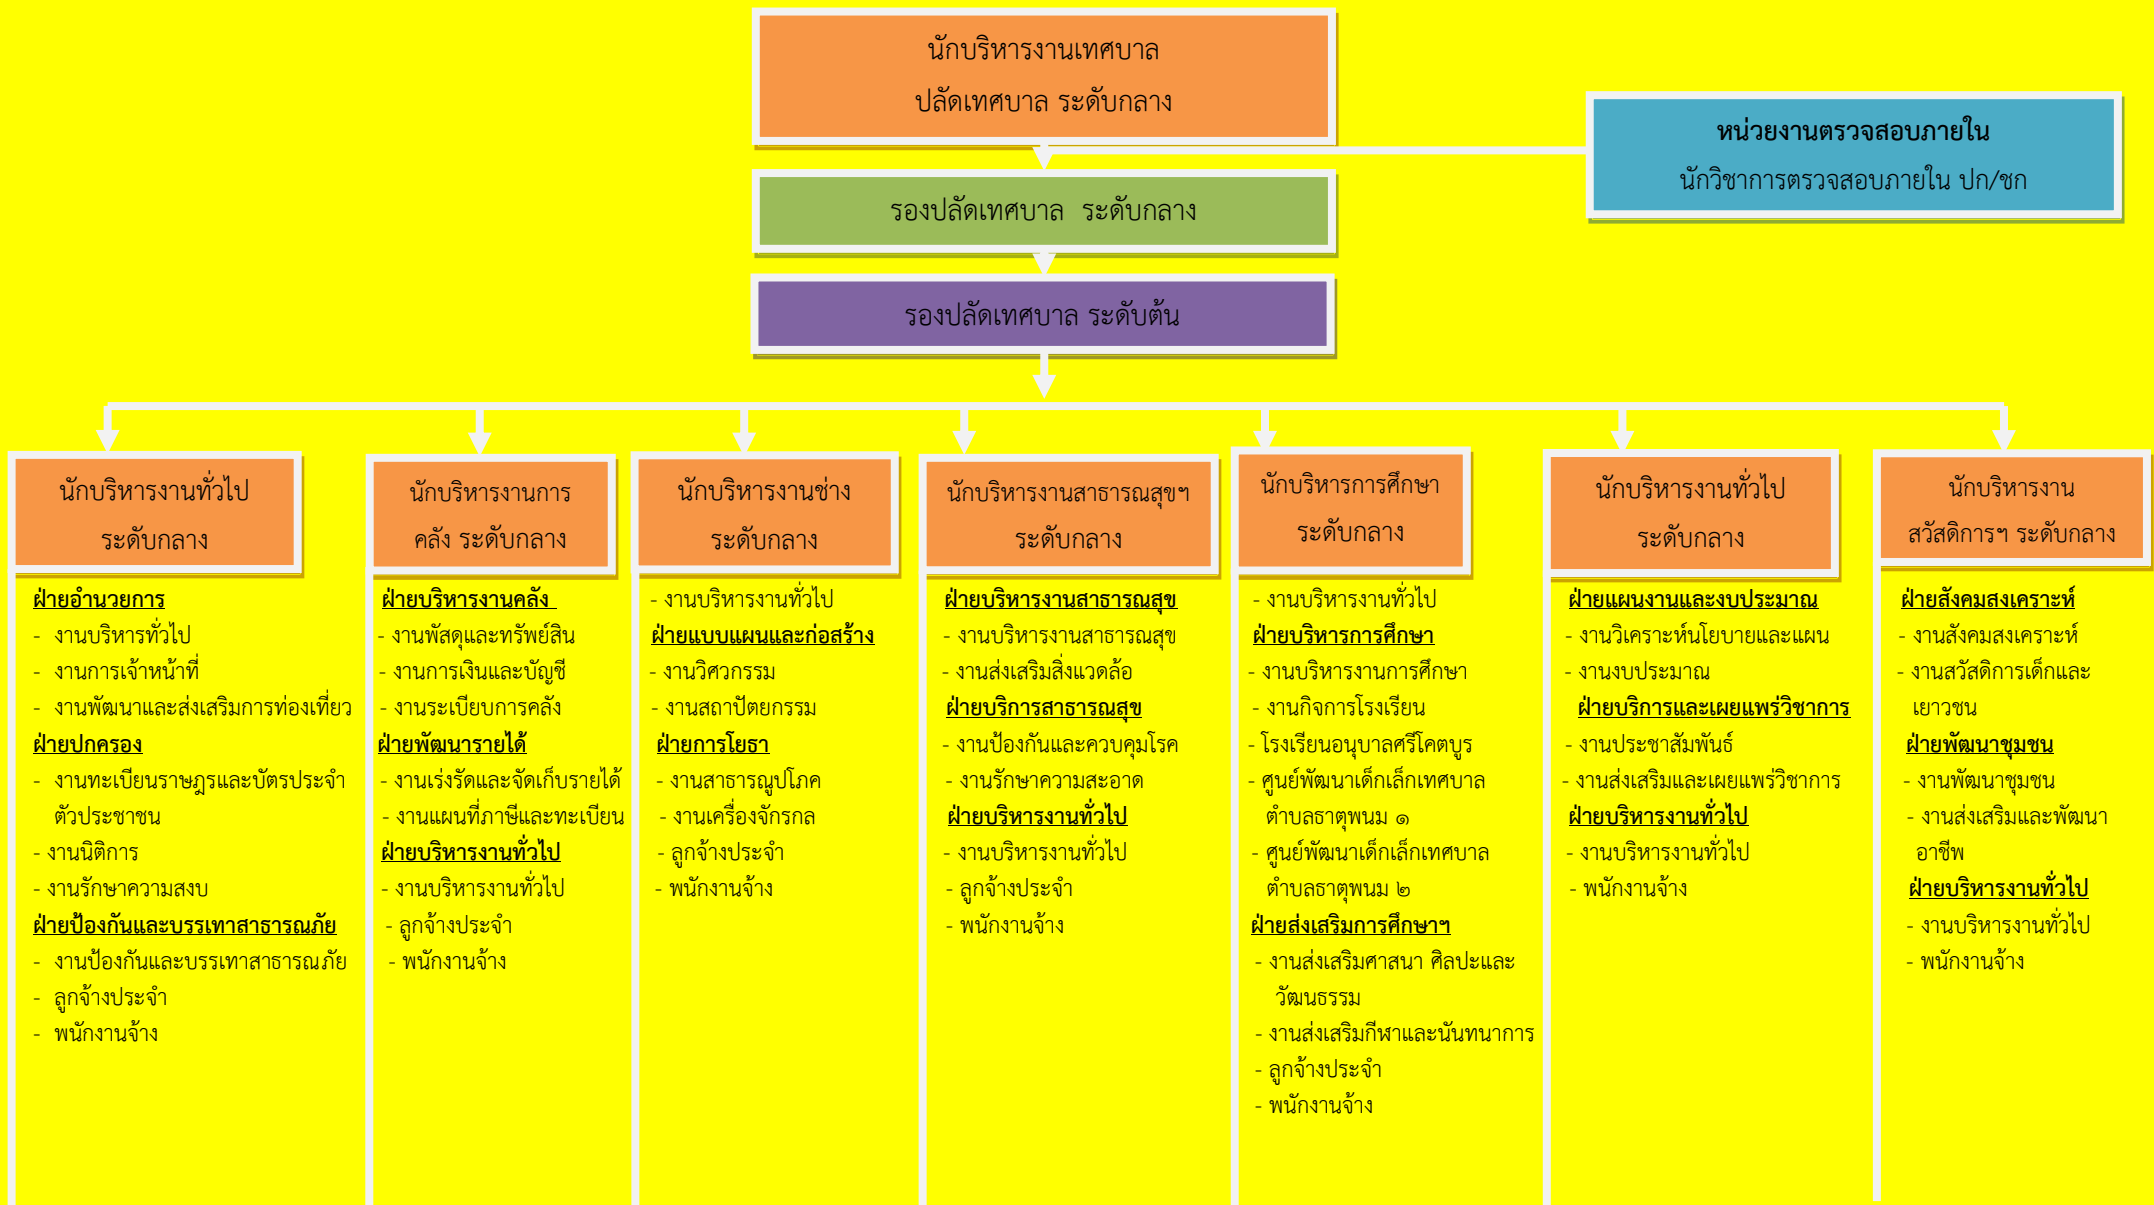 นักบริหารงานเทศบาล
ปลัดเทศบาล ระดับกลาง
หน่วยงานตรวจสอบภายใน
นักวิชาการตรวจสอบภายใน ปก/ชก
รองปลัดเทศบาล ระดับกลาง
รองปลัดเทศบาล ระดับต้น
นักบริหารงานทั่วไป
ระดับกลาง
ฝ่ายอำนวยการ
- งานบริหารทั่วไป
- งานการเจ้าหน้าที่
- งานพัฒนาและส่งเสริมการท่องเที่ยว
ฝ่ายปกครอง
- งานทะเบียนราษฎรและบัตรประจำ
ตัวประชาชน
- งานนิติการ
- งานรักษาความสงบ
ฝ่ายป้องกันและบรรเทาสาธารณภัย
- งานป้องกันและบรรเทาสาธารณภัย
- ลูกจ้างประจำ
- พนักงานจ้าง
นักบริหารงานการ
คลัง ระดับกลาง
ฝ่ายบริหารงานคลัง
- งานพัสดุและทรัพย์สิน
- งานการเงินและบัญชี
- งานระเบียบการคลัง
ฝ่ายพัฒนารายได้
- งานเร่งรัดและจัดเก็บรายได้
- งานแผนที่ภาษีและทะเบียน
ฝ่ายบริหารงานทั่วไป
- งานบริหารงานทั่วไป
- ลูกจ้างประจำ
- พนักงานจ้าง
นักบริหารงานช่าง
ระดับกลาง
- งานบริหารงานทั่วไป
ฝ่ายแบบแผนและก่อสร้าง
- งานวิศวกรรม
- งานสถาปัตยกรรม
ฝ่ายการโยธา
- งานสาธารณูปโภค
- งานเครื่องจักรกล
- ลูกจ้างประจำ
- พนักงานจ้าง
นักบริหารงานสาธารณสุขฯ
ระดับกลาง
ฝ่ายบริหารงานสาธารณสุข
- งานบริหารงานสาธารณสุข
- งานส่งเสริมสิ่งแวดล้อ
ฝ่ายบริการสาธารณสุข
- งานป้องกันและควบคุมโรค
- งานรักษาความสะอาด
ฝ่ายบริหารงานทั่วไป
- งานบริหารงานทั่วไป
- ลูกจ้างประจำ
- พนักงานจ้าง
นักบริหารการศึกษา
ระดับกลาง
- งานบริหารงานทั่วไป
ฝ่ายบริหารการศึกษา
- งานบริหารงานการศึกษา
- งานกิจการโรงเรียน
- โรงเรียนอนุบาลศรีโคตบูร
- ศูนย์พัฒนาเด็กเล็กเทศบาล
ตำบลธาตุพนม ๑
- ศูนย์พัฒนาเด็กเล็กเทศบาล
ตำบลธาตุพนม ๒
ฝ่ายส่งเสริมการศึกษาฯ
- งานส่งเสริมศาสนา ศิลปะและ
วัฒนธรรม
- งานส่งเสริมกีฬาและนันทนาการ
- ลูกจ้างประจำ
- พนักงานจ้าง
นักบริหารงานทั่วไป
ระดับกลาง
ฝ่ายแผนงานและงบประมาณ
- งานวิเคราะห์นโยบายและแผน
- งานงบประมาณ
ฝ่ายบริการและเผยแพร่วิชาการ
- งานประชาสัมพันธ์
- งานส่งเสริมและเผยแพร่วิชาการ
ฝ่ายบริหารงานทั่วไป
- งานบริหารงานทั่วไป
- พนักงานจ้าง
นักบริหารงาน
สวัสดิการฯ ระดับกลาง
ฝ่ายสังคมสงเคราะห์
- งานสังคมสงเคราะห์
- งานสวัสดิการเด็กและ
เยาวชน
ฝ่ายพัฒนาชุมชน
- งานพัฒนาชุมชน
- งานส่งเสริมและพัฒนา
อาชีพ
ฝ่ายบริหารงานทั่วไป
- งานบริหารงานทั่วไป
- พนักงานจ้าง